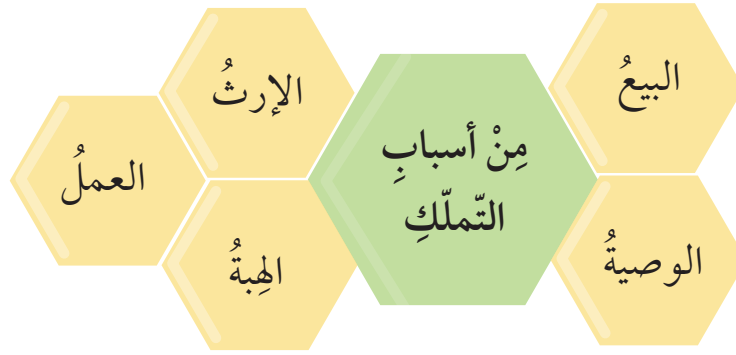 مِنْ أسبابِ
التّملّكِ
البيعُ
الوصيةُ
الإرثُ
الهِبةُ
العملُ